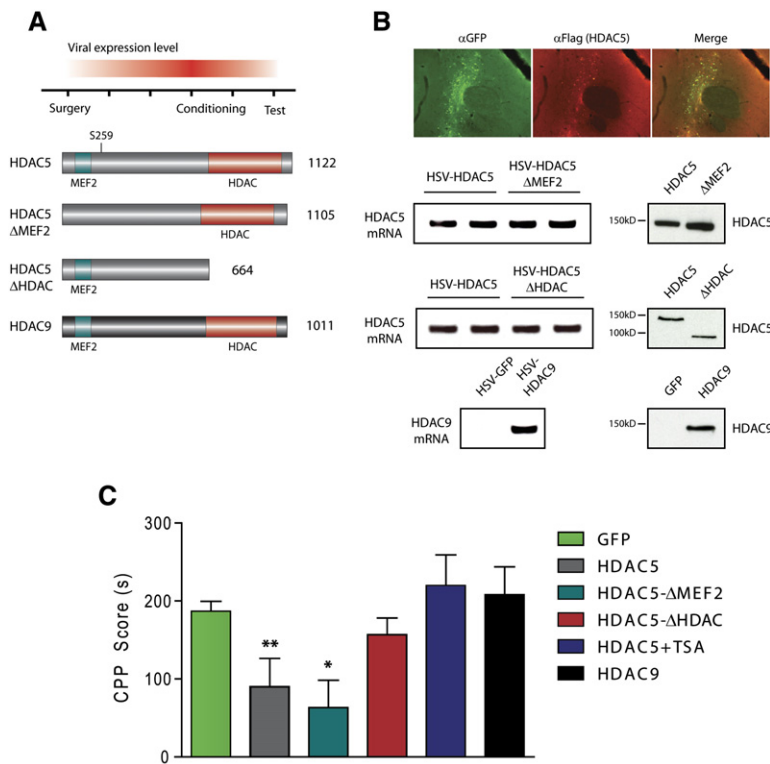 A
Viral expression level
Surgery Conditioning Test
S259
HDAC5 1122
MEF2 HDAC
HDAC5
ΔMEF2 1105
HDAC
HDAC5
ΔHDAC 664
MEF2
HDAC9 1011
MEF2 HDAC
B
αGFP αFlag (HDAC5) Merge
HSV-HDAC5 HSV-HDAC5
ΔMEF2
HDAC5
mRNA
HDAC5 ΔMEF2
150kD HDAC5
HSV-HDAC5 HSV-HDAC5
ΔHDAC
HDAC5
mRNA
HDAC5 ΔHDAC
150kD
100kD
HDAC5
HSV-GFP HSV-
HDAC9
HDAC9
mRNA
GFP HDAC9
150kD HDAC9
C
CPP Score (s)
300
200
100
0
** *
GFP
HDAC5
HDAC5-ΔMEF2
HDAC5-ΔHDAC
HDAC5+TSA
HDAC9